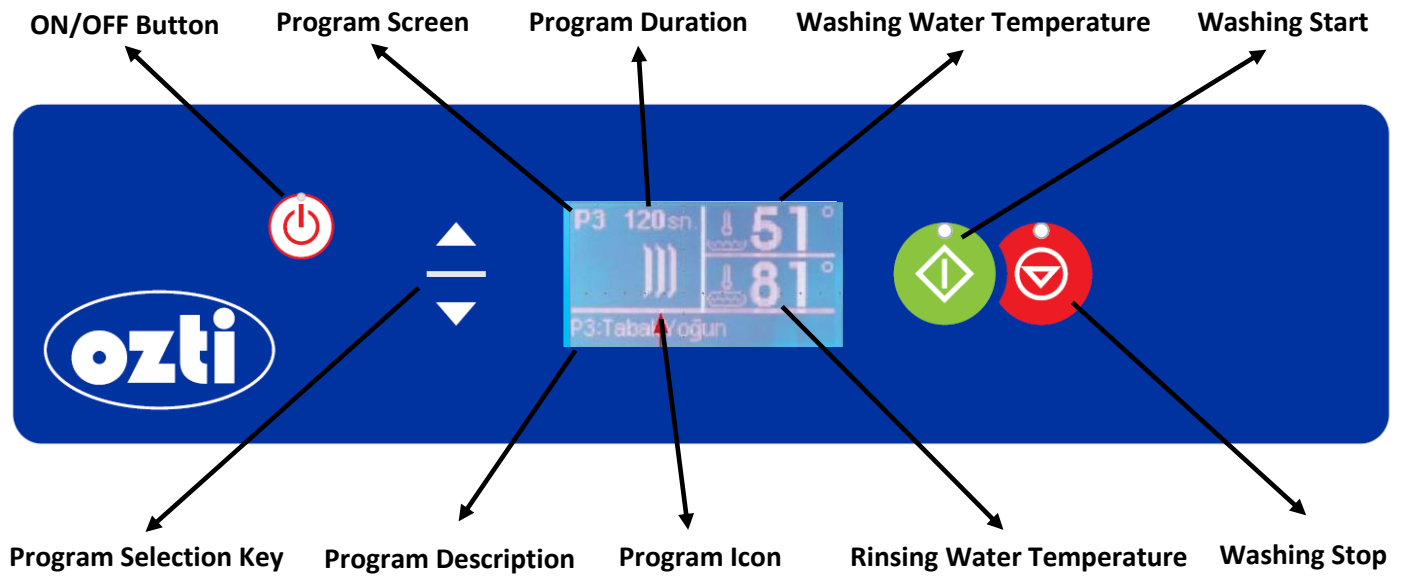 ON/OFF Button
Program Screen
Program Duration
Washing Water Temperature
Washing Start
P3 120sn.
51°
81°
P3:Tabak Yoğun
ozti
Program Selection Key
Program Description
Program Icon
Rinsing Water Temperature
Washing Stop